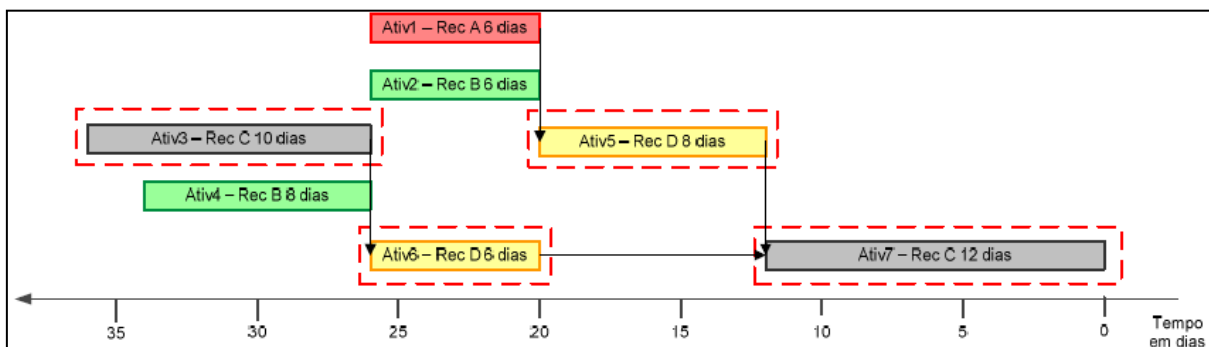 Ativ1 – Rec A 6 dias
Ativ2 – Rec B 6 dias
Ativ3 – Rec C 10 dias
Ativ5 – Rec D 8 dias
Ativ4 – Rec B 8 dias
Ativ6 – Rec D 6 dias
Ativ7 – Rec C 12 dias
35 30 25 20 15 10 5 0
Tempo
em dias